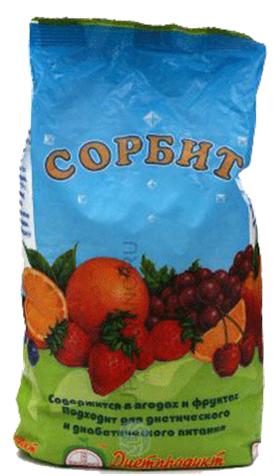 СОРБИТ
Содержится в ягодах и фруктах
Подходит для диетического
и диабетического питания
Диетпродукт